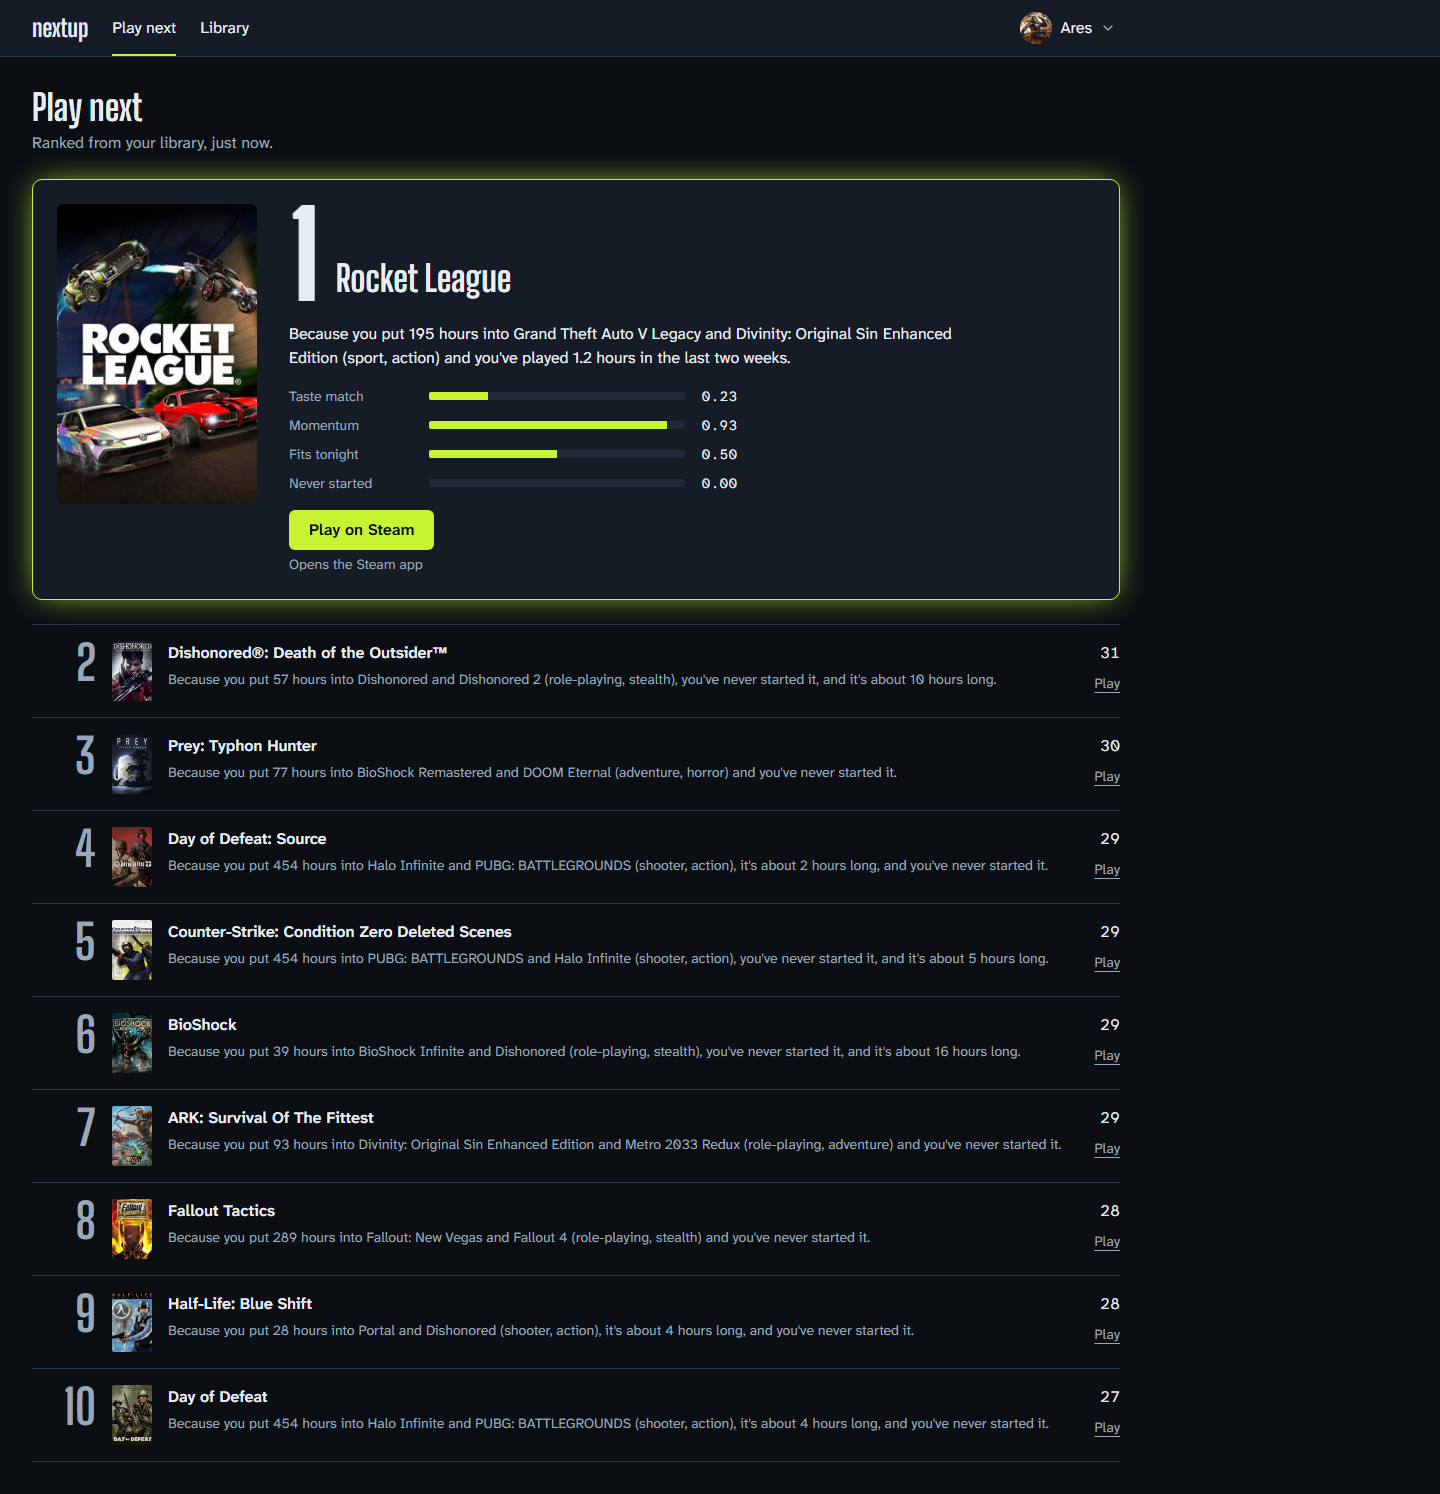 nextup
Play next
Library
Ares
Play next
Ranked from your library, just now.
ROCKET
LEAGUE
1
Rocket League
Because you put 195 hours into Grand Theft Auto V Legacy and Divinity: Original Sin Enhanced
Edition (sport, action) and you've played 1.2 hours in the last two weeks.
Taste match 0.23
Momentum 0.93
Fits tonight 0.50
Never started 0.00
Play on Steam
Opens the Steam app
2
DISHONORED
Dishonored®: Death of the Outsider™
31
Because you put 57 hours into Dishonored and Dishonored 2 (role-playing, stealth), you've never started it, and it's about 10 hours long.
Play
3
PREY
Prey: Typhon Hunter
30
Because you put 77 hours into BioShock Remastered and DOOM Eternal (adventure, horror) and you've never started it.
Play
4
Day of Defeat: Source
29
Because you put 454 hours into Halo Infinite and PUBG: BATTLEGROUNDS (shooter, action), it's about 2 hours long, and you've never started it.
Play
5
Counter-Strike: Condition Zero Deleted Scenes
29
Because you put 454 hours into PUBG: BATTLEGROUNDS and Halo Infinite (shooter, action), you've never started it, and it's about 5 hours long.
Play
6
BIOSHOCK
BioShock
29
Because you put 39 hours into BioShock Infinite and Dishonored (role-playing, stealth), you've never started it, and it's about 16 hours long.
Play
7
ARK: Survival Of The Fittest
29
Because you put 93 hours into Divinity: Original Sin Enhanced Edition and Metro 2033 Redux (role-playing, adventure) and you've never started it.
Play
8
Fallout
Fallout Tactics
28
Because you put 289 hours into Fallout: New Vegas and Fallout 4 (role-playing, stealth) and you've never started it.
Play
9
HALF-LIFE
Half-Life: Blue Shift
28
Because you put 28 hours into Portal and Dishonored (shooter, action), it's about 4 hours long, and you've never started it.
Play
10
DAY of DEFEAT
Day of Defeat
27
Because you put 454 hours into Halo Infinite and PUBG: BATTLEGROUNDS (shooter, action), it's about 4 hours long, and you've never started it.
Play